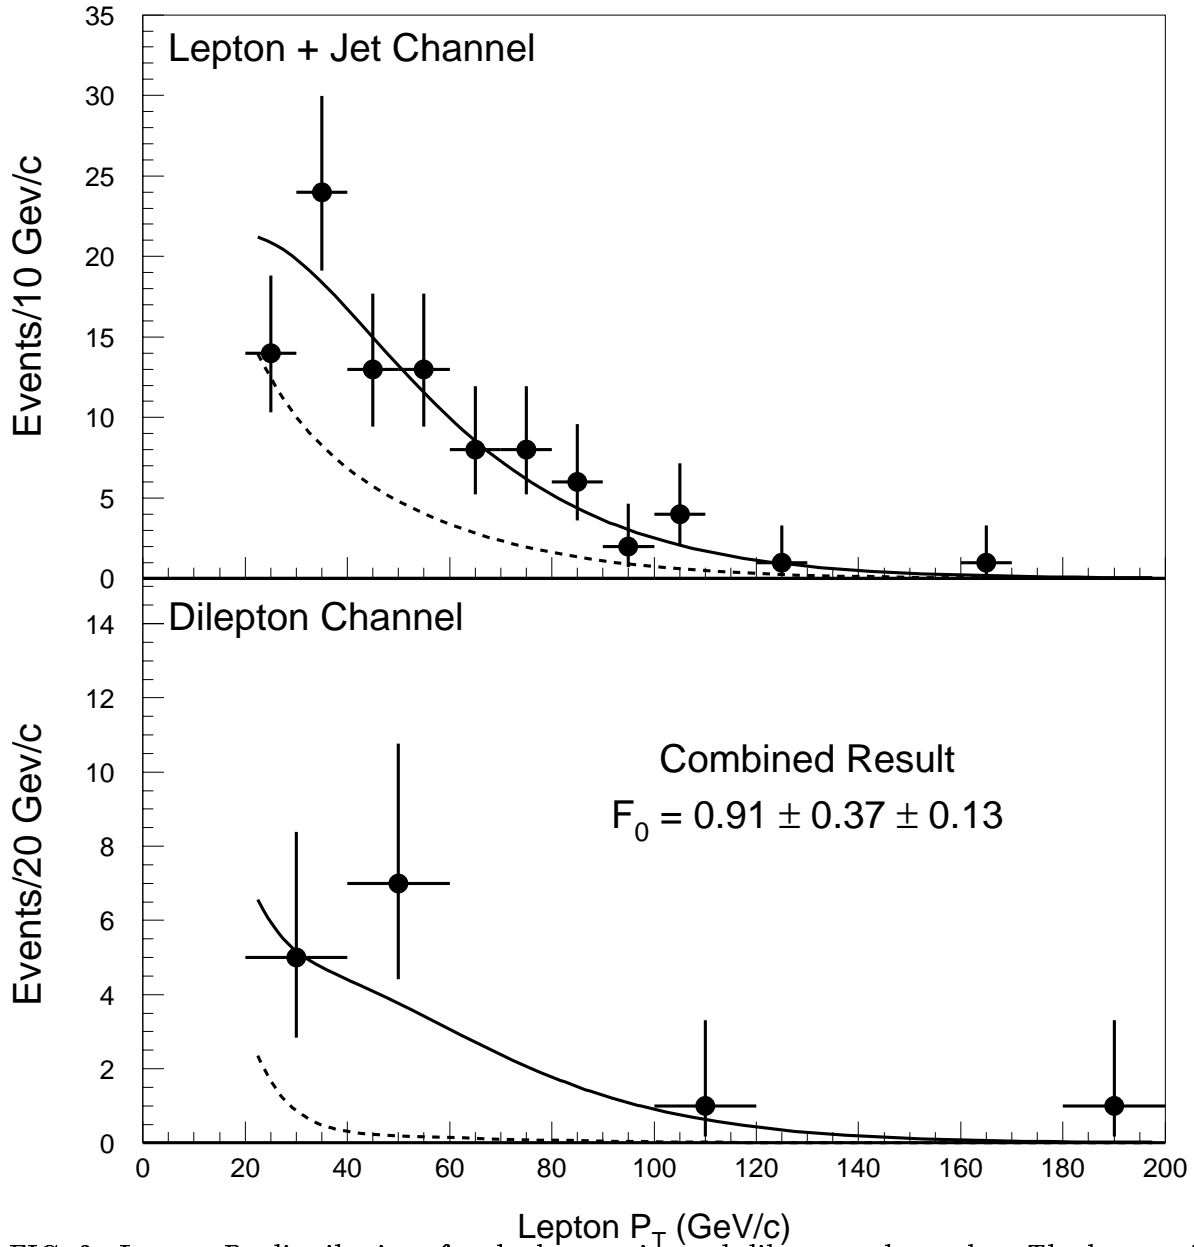 35
Lepton + Jet Channel
30
25
20
15
10
5
0
Events/10 Gev/c
Dilepton Channel
14
12
10
8
6
4
2
0
Events/20 Gev/c
Combined Result
F0 = 0.91 ± 0.37 ± 0.13
0 20 40 60 80 100 120 140 160 180 200
Lepton PT (GeV/c)